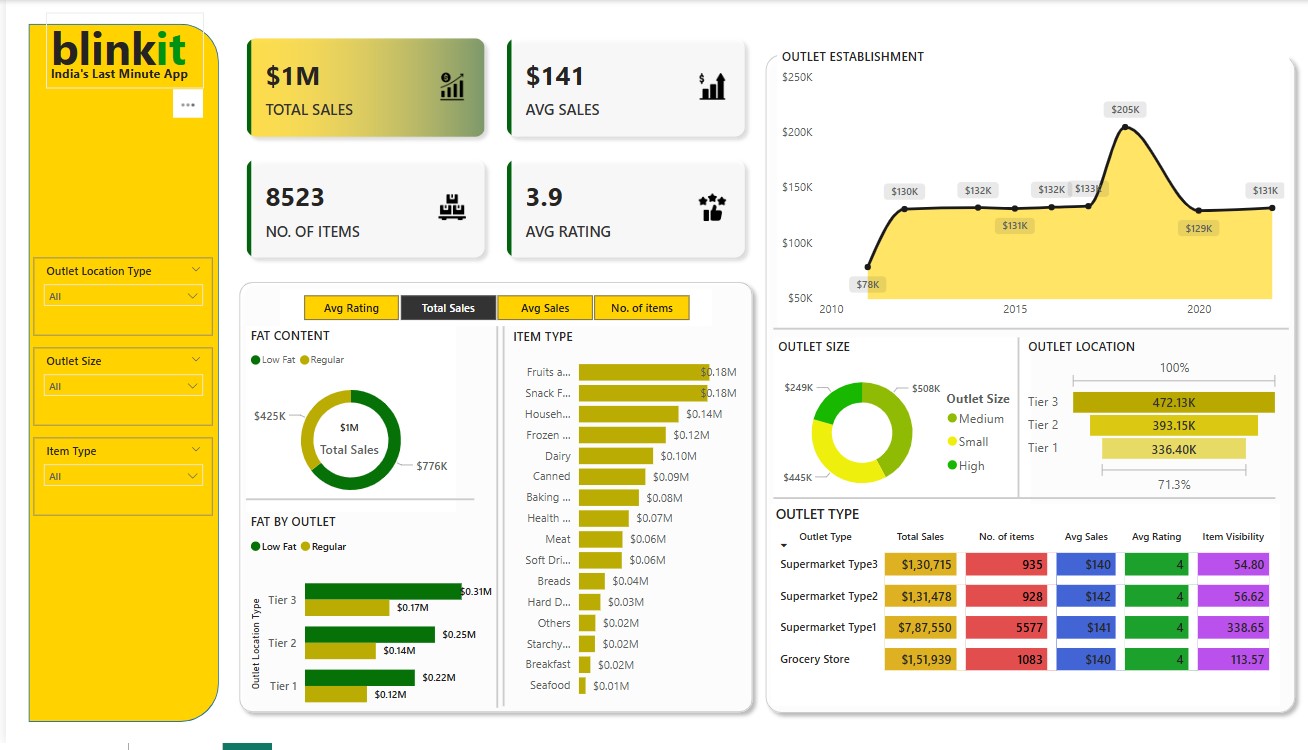 blinkit
India's Last Minute App
...
Outlet Location Type
All
Outlet Size
All
Item Type
All
$1M
TOTAL SALES
$141
AVG SALES
8523
NO. OF ITEMS
3.9
AVG RATING
Avg Rating
Total Sales
Avg Sales
No. of items
FAT CONTENT
Low Fat
Regular
$425K
$1M
Total Sales
$776K
FAT BY OUTLET
Low Fat
Regular
Outlet Location Type
Tier 3
$0.31M
$0.17M
Tier 2
$0.25M
$0.14M
Tier 1
$0.22M
$0.12M
ITEM TYPE
Fruits a... $0.18M
Snack F... $0.18M
Househ... $0.14M
Frozen ... $0.12M
Dairy $0.10M
Canned $0.09M
Baking ... $0.08M
Health ... $0.07M
Meat $0.06M
Soft Dri... $0.06M
Breads $0.04M
Hard D... $0.03M
Others $0.02M
Starchy... $0.02M
Breakfast $0.02M
Seafood $0.01M
OUTLET ESTABLISHMENT
$250K
$200K
$150K
$100K
$50K
$78K
$130K
$132K
$131K
$132K
$133K
$205K
$129K
$131K
2010
2015
2020
OUTLET SIZE
$249K
$508K
$445K
Outlet Size
Medium
Small
High
OUTLET LOCATION
100%
Tier 3 472.13K
Tier 2 393.15K
Tier 1 336.40K
71.3%
OUTLET TYPE
Outlet Type Total Sales No. of items Avg Sales Avg Rating Item Visibility
Supermarket Type3 $1,30,715 935 $140 4 54.80
Supermarket Type2 $1,31,478 928 $142 4 56.62
Supermarket Type1 $7,87,550 5577 $141 4 338.65
Grocery Store $1,51,939 1083 $140 4 113.57